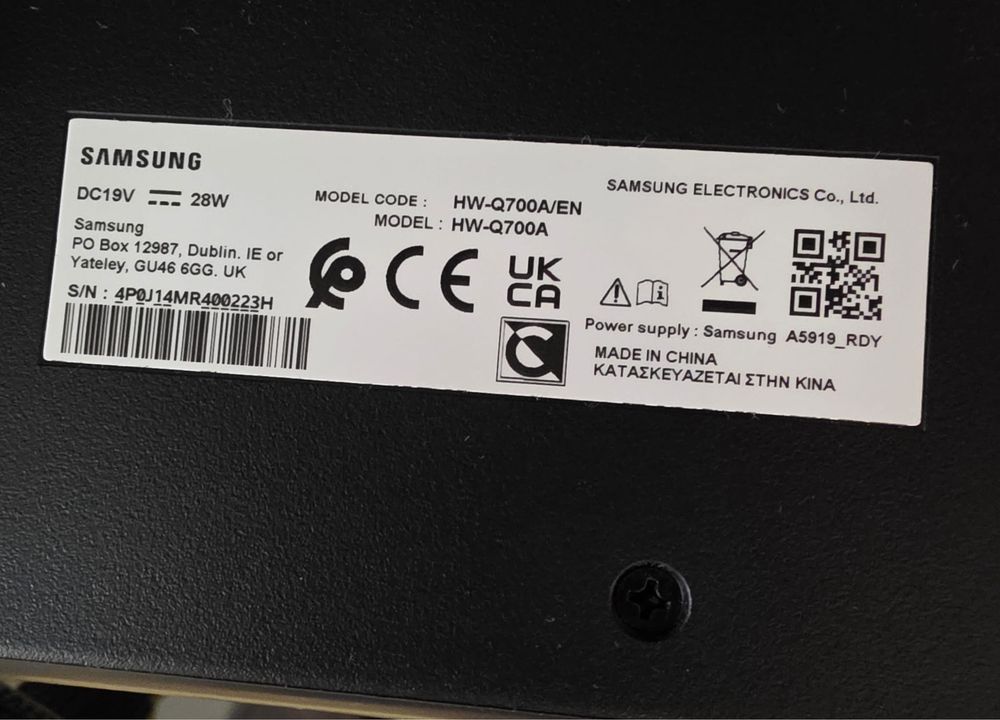 SAMSUNG
DC19V 28W
Samsung
PO Box 12987, Dublin. IE or
Yateley, GU46 6GG. UK
S/N : 4P0J14MR400223H
MODEL CODE : HW-Q700A/EN
MODEL : HW-Q700A
CE
UK
CA
SAMSUNG ELECTRONICS Co., Ltd.
Power supply : Samsung A5919_RDY
MADE IN CHINA
ΚΑΤΑΣΚΕΥΑΖΕΤΑΙ ΣΤΗΝ ΚΙΝΑ